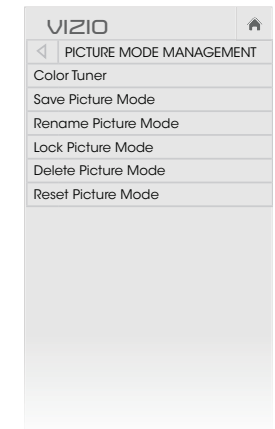 VIZIO
PICTURE MODE MANAGEMENT
Color Tuner
Save Picture Mode
Rename Picture Mode
Lock Picture Mode
Delete Picture Mode
Reset Picture Mode